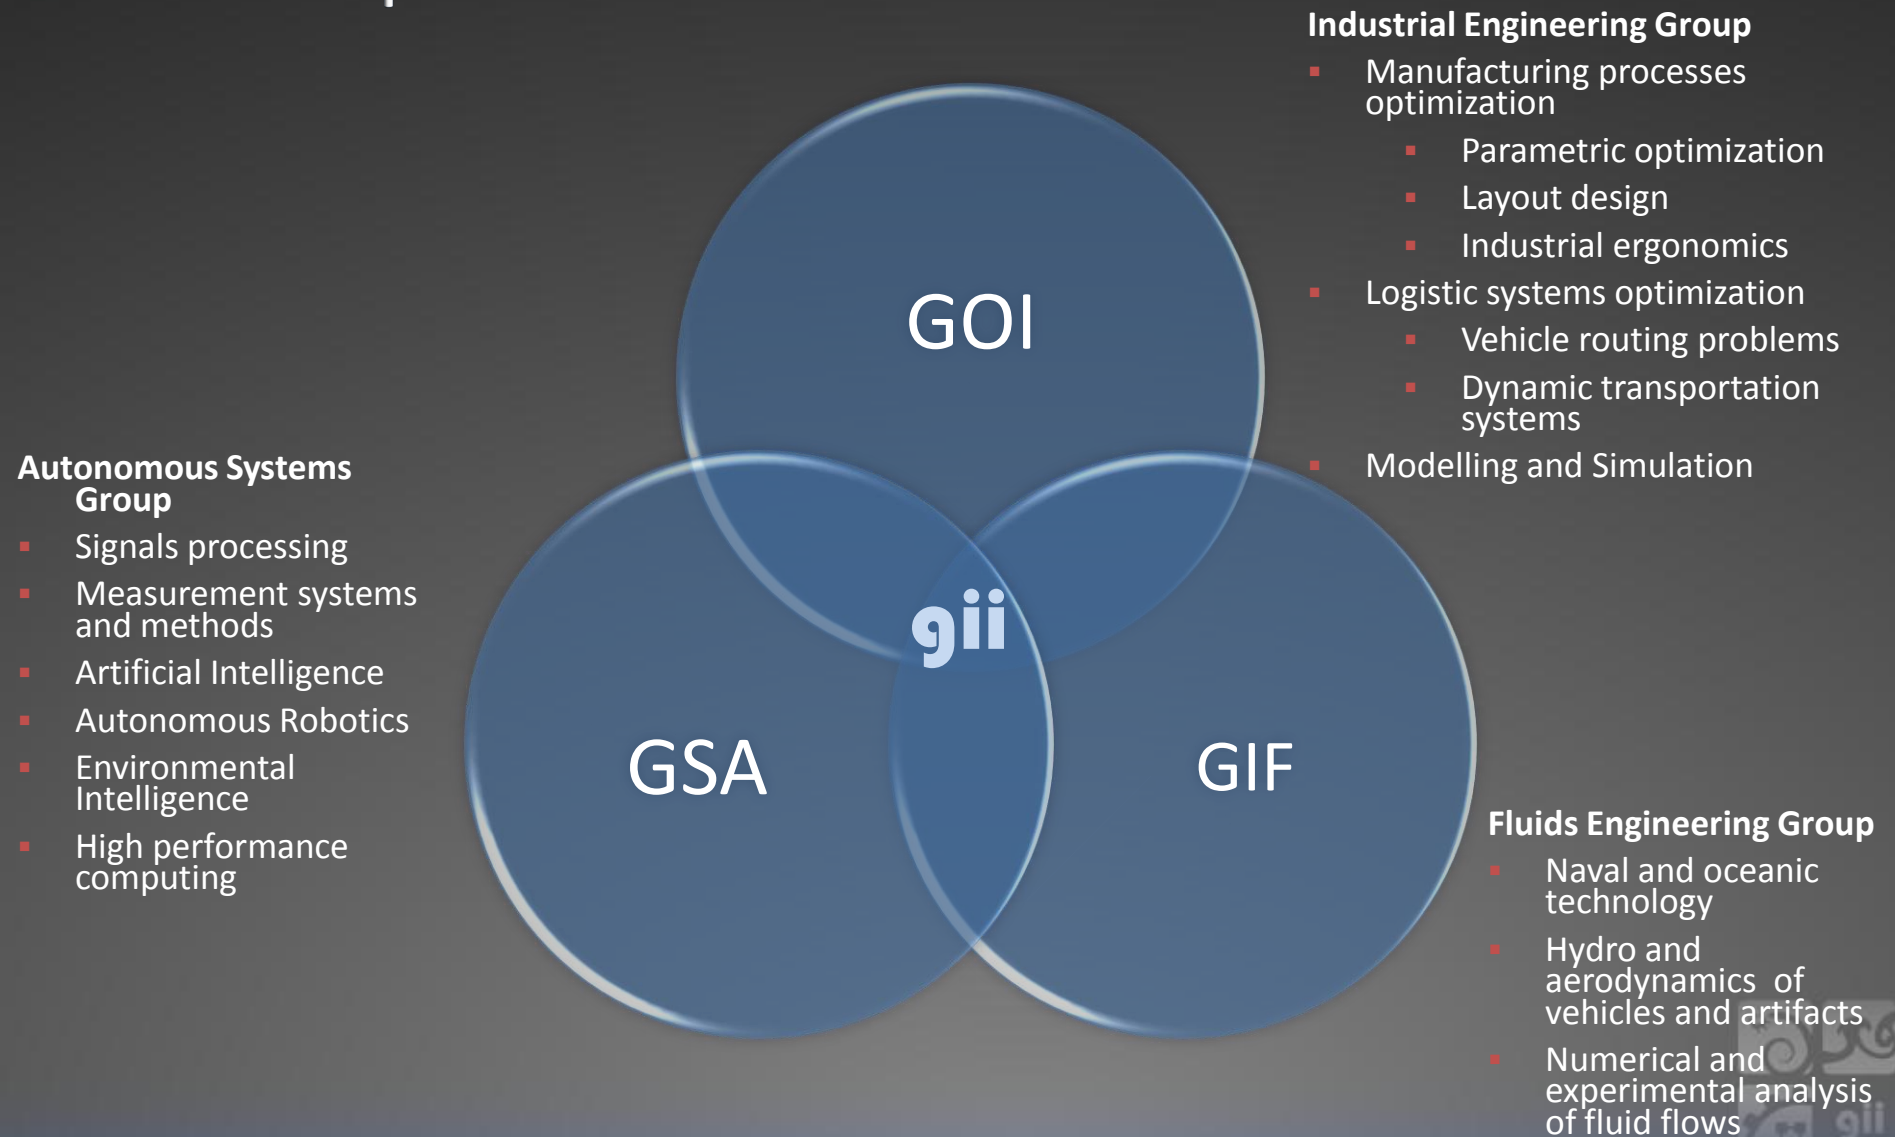 Industrial Engineering Group
▪ Manufacturing processes
optimization
▪ Parametric optimization
▪ Layout design
▪ Industrial ergonomics
▪ Logistic systems optimization
▪ Vehicle routing problems
▪ Dynamic transportation
systems
▪ Modelling and Simulation
GOI
Autonomous Systems
Group
▪ Signals processing
▪ Measurement systems
and methods
▪ Artificial Intelligence
▪ Autonomous Robotics
▪ Environmental
Intelligence
▪ High performance
computing
gii
GSA
GIF
Fluids Engineering Group
▪ Naval and oceanic
technology
▪ Hydro and
aerodynamics of
vehicles and artifacts
▪ Numerical and
experimental analysis
of fluid flows
gii